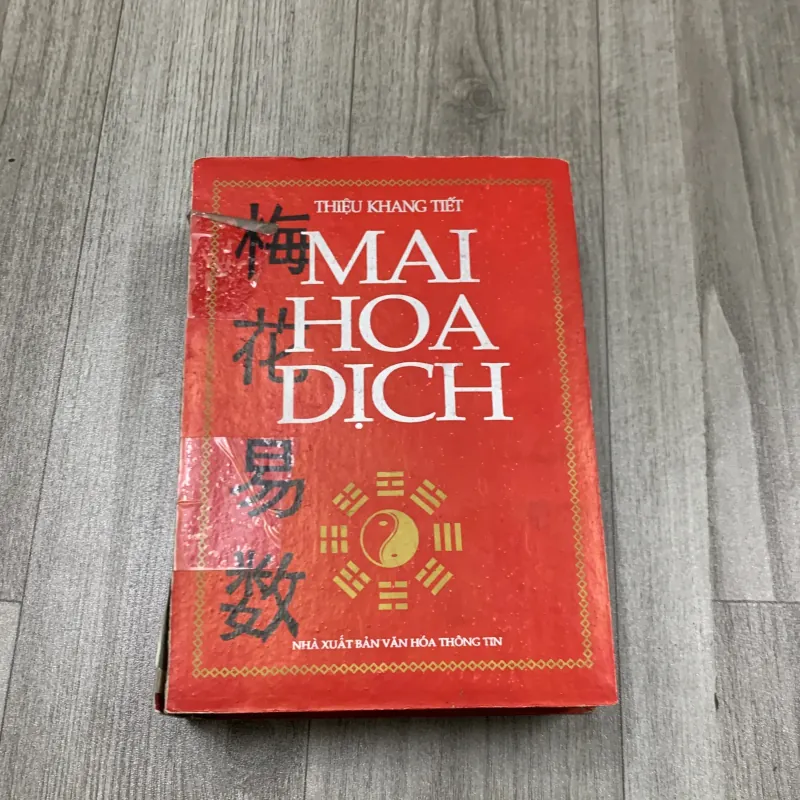 THIỆU KHANG TIẾT
MAI
HOA
DỊCH
梅花易数
NHÀ XUẤT BẢN VĂN HÓA THÔNG TIN